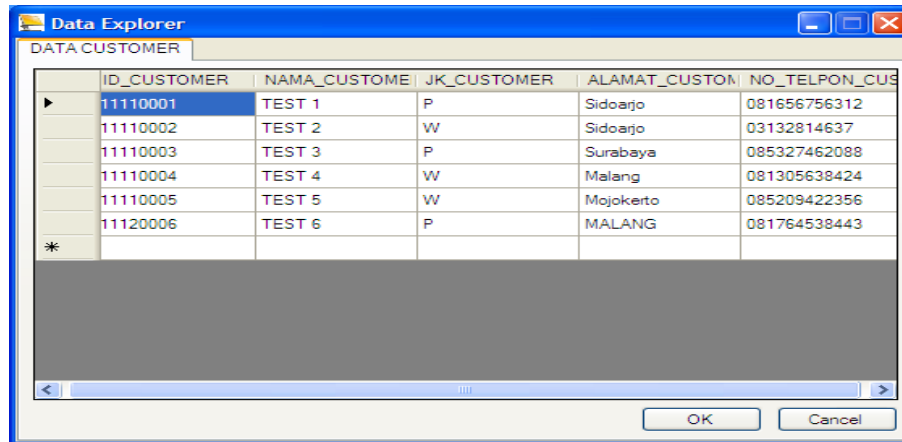 Data Explorer
DATA CUSTOMER
ID_CUSTOMER NAMA_CUSTOME JK_CUSTOMER ALAMAT_CUSTOM NO_TELPON_CUS
11110001 TEST 1 P Sidoarjo 081656756312
11110002 TEST 2 W Sidoarjo 03132814637
11110003 TEST 3 P Surabaya 085327462088
11110004 TEST 4 W Malang 081305638424
11110005 TEST 5 W Mojokerto 085209422356
11120006 TEST 6 P MALANG 081764538443
OK Cancel